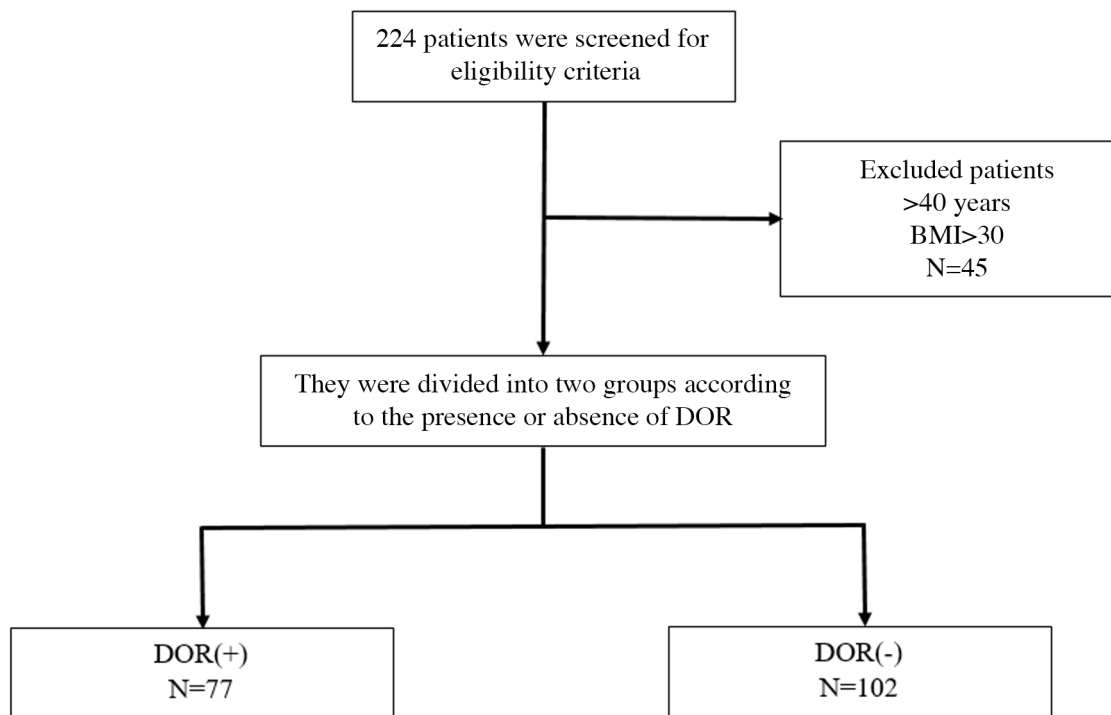 224 patients were screened for
eligibility criteria
Excluded patients
>40 years
BMI>30
N=45
They were divided into two groups according
to the presence or absence of DOR
DOR(+)
N=77
DOR(-)
N=102